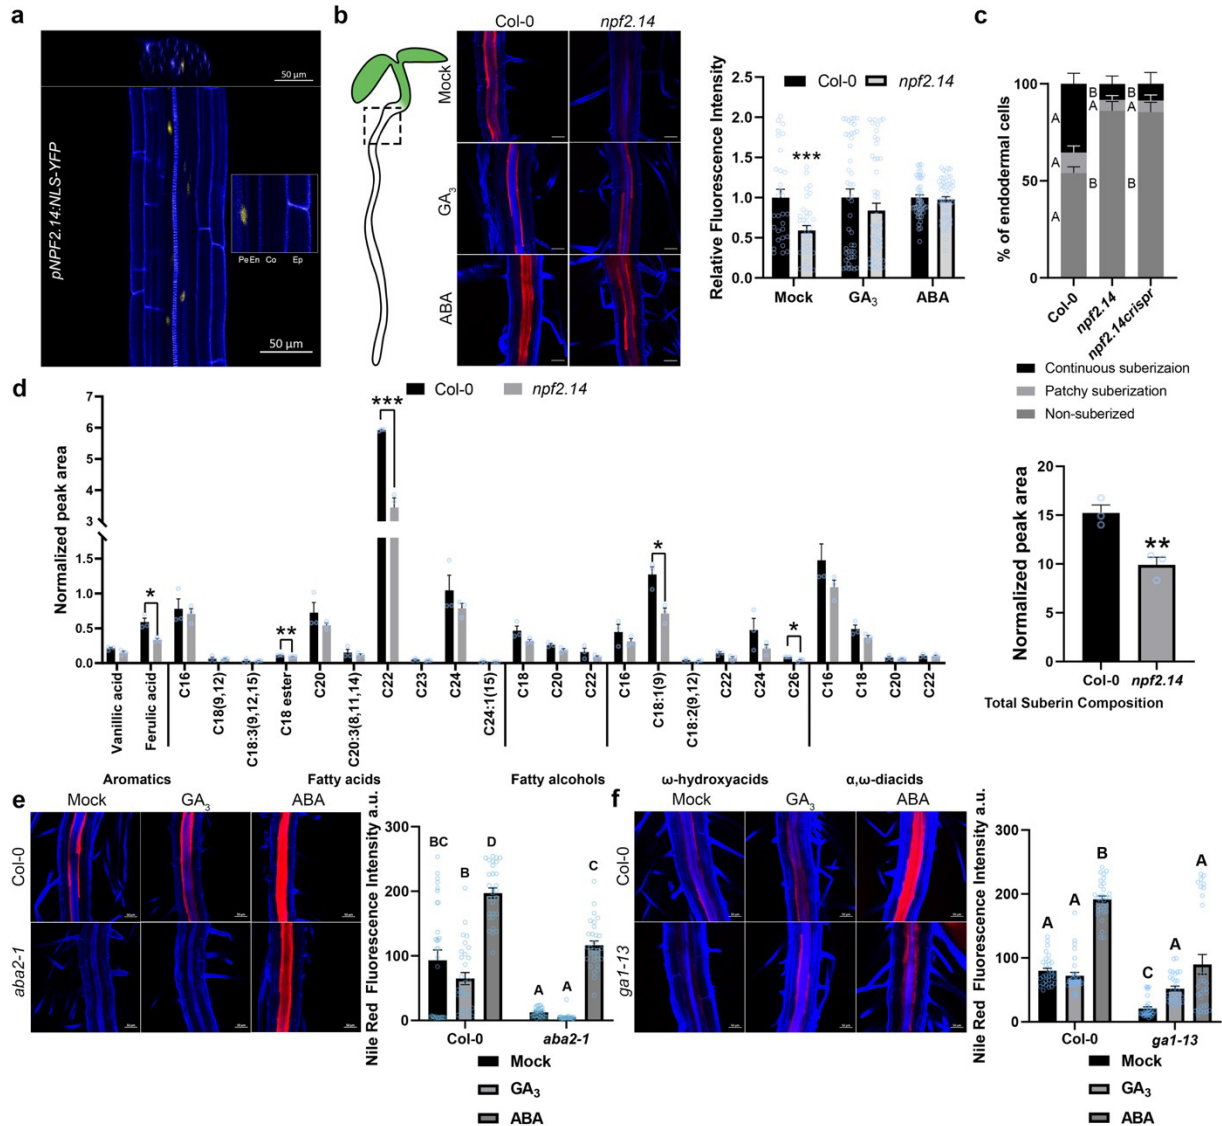 a
pNPF2.14:NLS-YFP
50 µm
Pe En Co Ep
50 µm
b
Col-0 npf2.14
Mock
GA3
ABA
Relative Fluorescence Intensity
2.5
2.0
1.5
1.0
0.5
0.0
Col-0 npf2.14
***
Mock GA3 ABA
c
% of endodermal cells
100
50
0
A
A
A
B
A
B
B
A
B
Col-0
npf2.14
npf2.14crispr
Continuous suberizaion
Patchy suberization
Non-suberized
d
Col-0 npf2.14
Normalized peak area
7
6
5
4
3
1.5
1.0
0.5
0.0
*
**
***
*
*
Vanillic acid
Ferulic acid
C16
C18(9,12)
C18:3(9,12,15)
C18 ester
C20
C20:3(8,11,14)
C22
C23
C24
C24:1(15)
C18
C20
C22
C16
C18:1(9)
C18:2(9,12)
C22
C24
C26
C16
C18
C20
C22
Aromatics Fatty acids Fatty alcohols ω-hydroxyacids α,ω-diacids
Normalized peak area
20
15
10
5
0
**
Col-0 npf2.14
Total Suberin Composition
e
Mock GA3 ABA
Col-0
aba2-1
Nile Red Fluorescence Intensity a.u.
300
200
100
0
BC
B
D
A
A
C
Col-0 aba2-1
Mock
GA3
ABA
f
Mock GA3 ABA
Col-0
ga1-13
Nile Red Fluorescence Intensity a.u.
300
200
100
0
A
A
B
C
A
A
Col-0 ga1-13
Mock
GA3
ABA